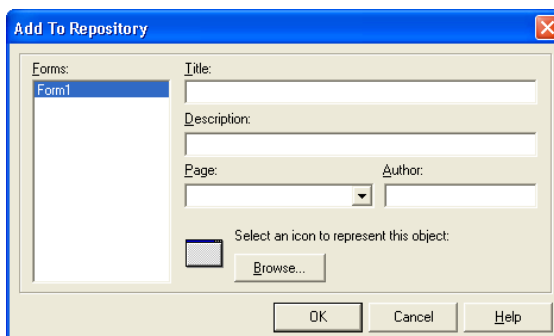 Add To Repository
Forms:
Form1
Title:
Description:
Page:
Author:
Select an icon to represent this object:
Browse...
OK
Cancel
Help